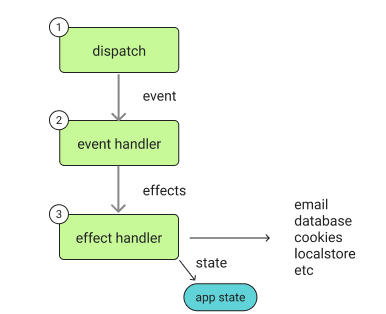 1
dispatch
event
2
event handler
effects
3
effect handler
email
database
cookies
localstore
etc
state
app state